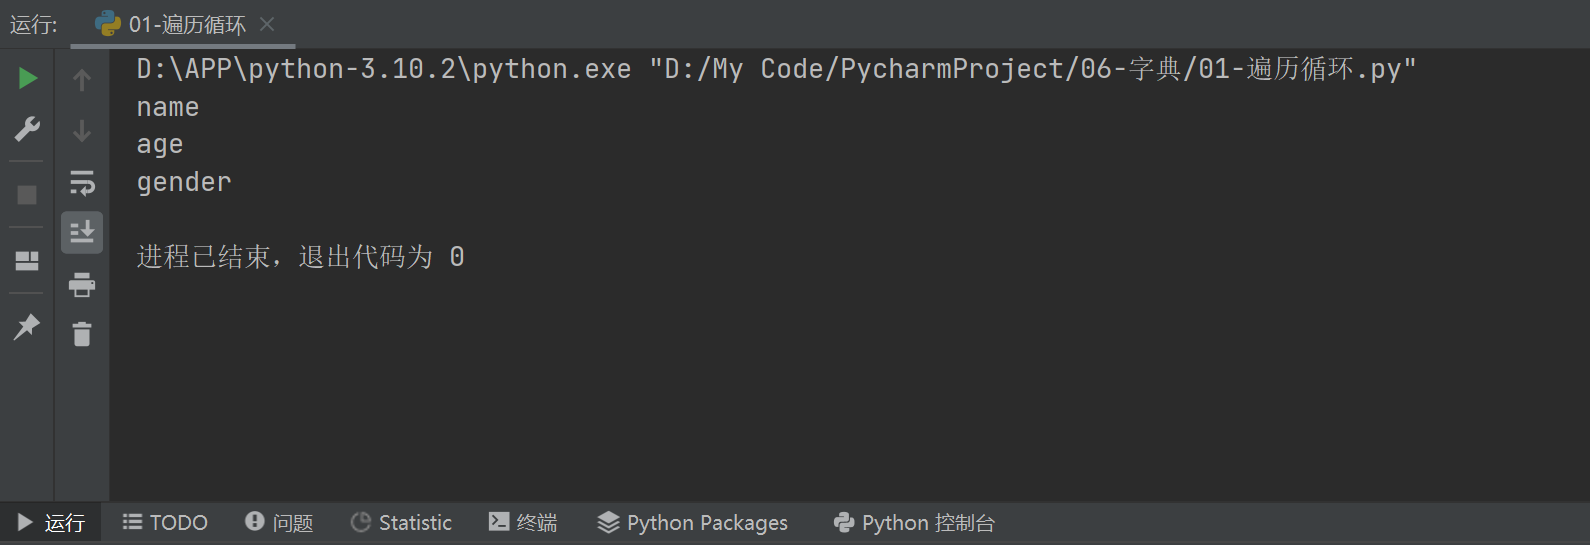 运行: 01-遍历循环
D:\APP\python-3.10.2\python.exe "D:/My Code/PycharmProject/06-字典/01-遍历循环.py"
name
age
gender
进程已结束，退出代码为 0
运行 TODO 问题 Statistic 终端 Python Packages Python 控制台